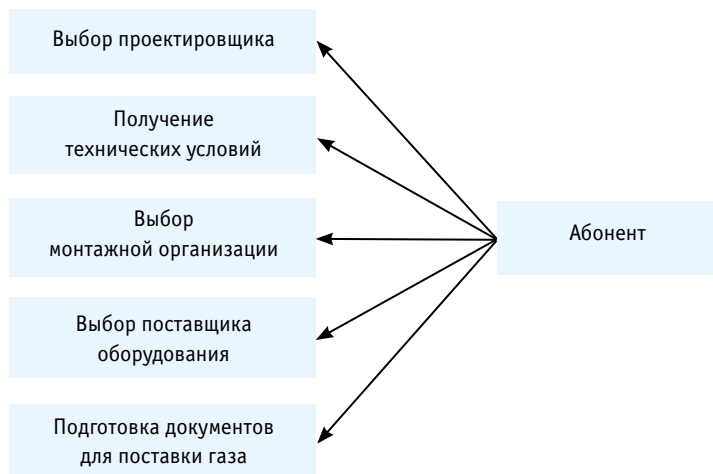 Выбор проектировщика
Получение
технических условий
Выбор
монтажной организации
Выбор поставщика
оборудования
Подготовка документов
для поставки газа
Абонент